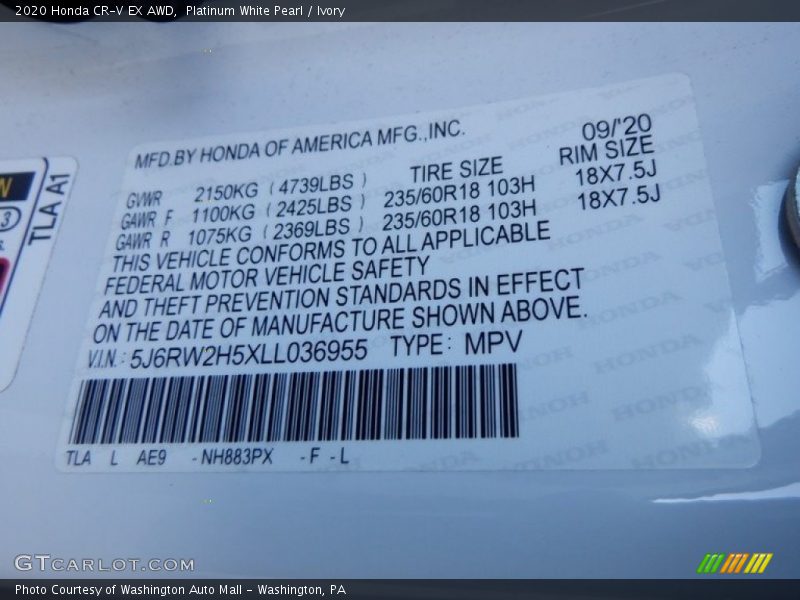 2020 Honda CR-V EX AWD, Platinum White Pearl / Ivory
MFD.BY HONDA OF AMERICA MFG.,INC. 09/'20
GVWR 2150KG ( 4739LBS ) TIRE SIZE RIM SIZE
GAWR F 1100KG ( 2425LBS ) 235/60R18 103H 18X7.5J
GAWR R 1075KG ( 2369LBS ) 235/60R18 103H 18X7.5J
THIS VEHICLE CONFORMS TO ALL APPLICABLE
FEDERAL MOTOR VEHICLE SAFETY
AND THEFT PREVENTION STANDARDS IN EFFECT
ON THE DATE OF MANUFACTURE SHOWN ABOVE.
V.I.N.: 5J6RW2H5XLL036955 TYPE: MPV
TLA L AE9 -NH883PX -F -L
TLA A1
N
3
GTCARLOT.COM
Photo Courtesy of Washington Auto Mall - Washington, PA